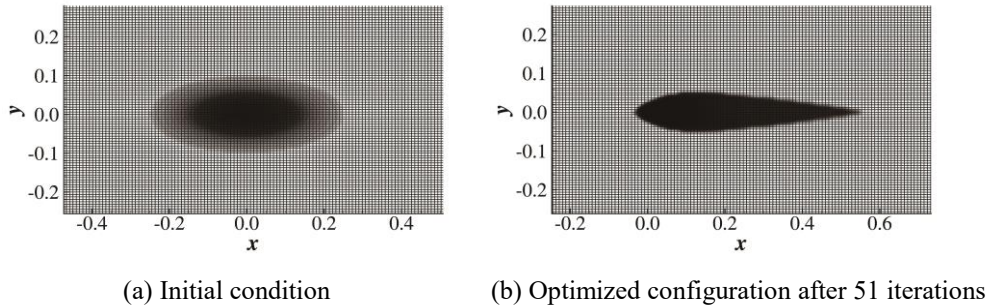 0.2
0.1
0.0
-0.1
-0.2
y
-0.4 -0.2 0.0 0.2 0.4
x
(a) Initial condition
0.2
0.1
0.0
-0.1
-0.2
y
-0.2 0.0 0.2 0.4 0.6
x
(b) Optimized configuration after 51 iterations